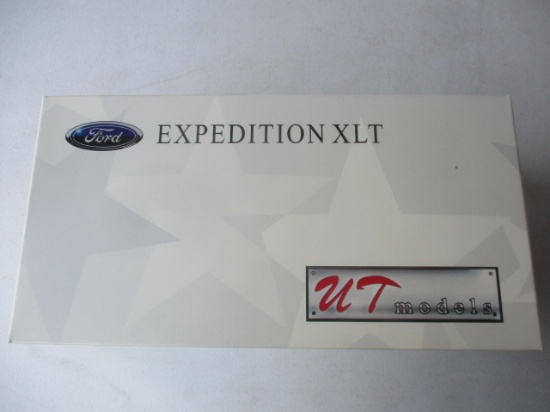 Ford EXPEDITION XLT
UT models